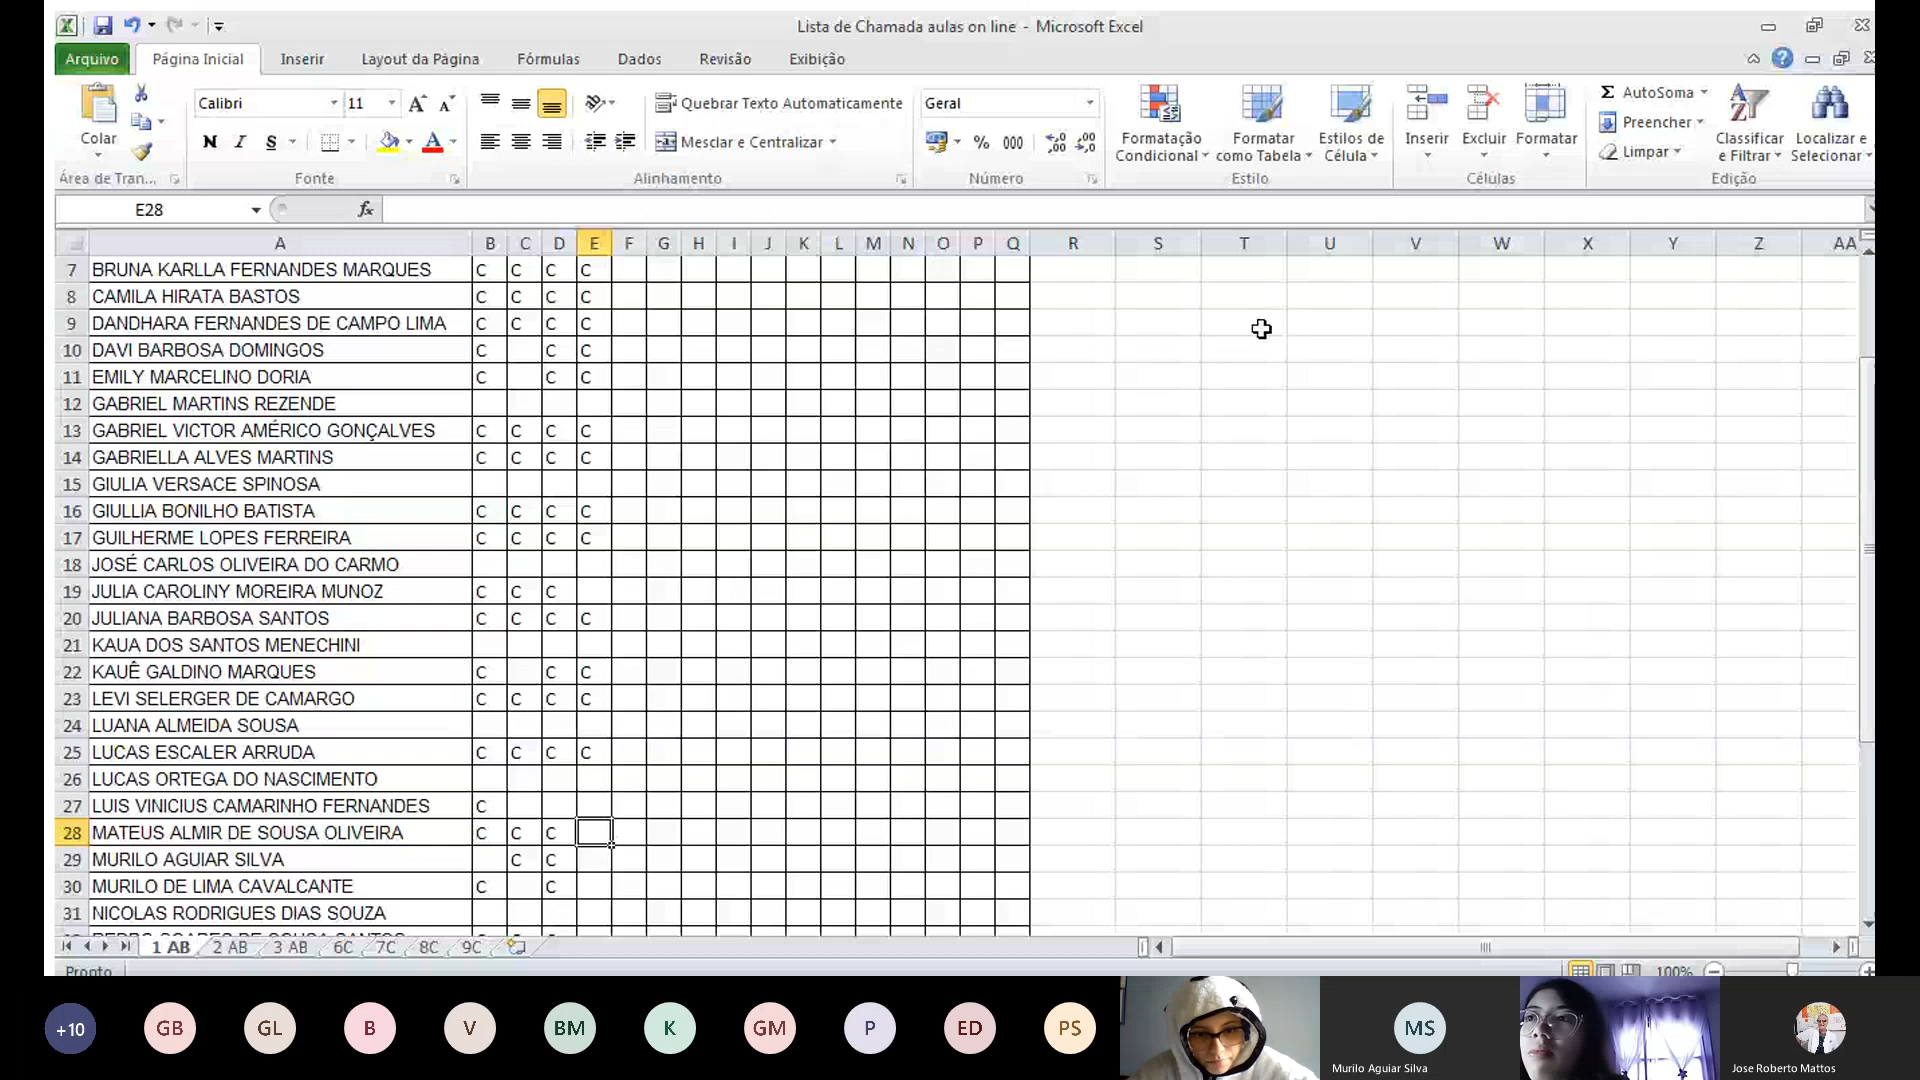 Lista de Chamada aulas on line - Microsoft Excel
Arquivo Página Inicial Inserir Layout da Página Fórmulas Dados Revisão Exibição
Calibri 11 Quebrar Texto Automaticamente Geral AutoSoma
Colar Formatação Condicional Formatar como Tabela Estilos de Célula Inserir Excluir Formatar Preencher Classificar e Filtrar Localizar e Selecionar
N I S Mesclar e Centralizar % 000 Limpar
Área de Tran... Fonte Alinhamento Número Estilo Células Edição
E28 fx
A B C D E F G H I J K L M N O P Q R S T U V W X Y Z AA
7 BRUNA KARLLA FERNANDES MARQUES C C C C
8 CAMILA HIRATA BASTOS C C C C
9 DANDHARA FERNANDES DE CAMPO LIMA C C C C
10 DAVI BARBOSA DOMINGOS C C C
11 EMILY MARCELINO DORIA C C C
12 GABRIEL MARTINS REZENDE
13 GABRIEL VICTOR AMÉRICO GONÇALVES C C C C
14 GABRIELLA ALVES MARTINS C C C C
15 GIULIA VERSACE SPINOSA
16 GIULLIA BONILHO BATISTA C C C C
17 GUILHERME LOPES FERREIRA C C C C
18 JOSÉ CARLOS OLIVEIRA DO CARMO
19 JULIA CAROLINY MOREIRA MUNOZ C C C
20 JULIANA BARBOSA SANTOS C C C C
21 KAUA DOS SANTOS MENECHINI
22 KAUÊ GALDINO MARQUES C C C
23 LEVI SELERGER DE CAMARGO C C C C
24 LUANA ALMEIDA SOUSA
25 LUCAS ESCALER ARRUDA C C C C
26 LUCAS ORTEGA DO NASCIMENTO
27 LUIS VINICIUS CAMARINHO FERNANDES C
28 MATEUS ALMIR DE SOUSA OLIVEIRA C C C
29 MURILO AGUIAR SILVA C C
30 MURILO DE LIMA CAVALCANTE C C
31 NICOLAS RODRIGUES DIAS SOUZA
1 AB 2 AB 3 AB 6C 7C 8C 9C
Pronto 100%
+10 GB GL B V BM K GM P ED PS MS
Murilo Aguiar Silva Jose Roberto Mattos